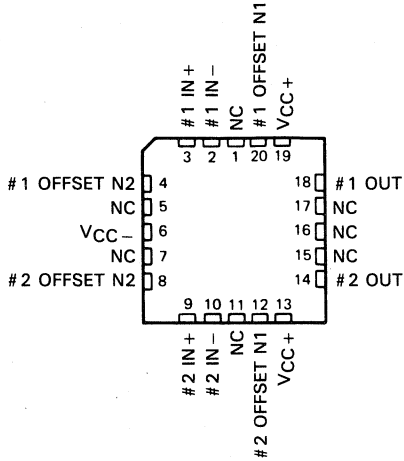 #1 IN+
#1 IN-
NC
#1 OFFSET N1
VCC+
3 2 1 20 19
#1 OFFSET N2 4
NC 5
VCC- 6
NC 7
#2 OFFSET N2 8
18 #1 OUT
17 NC
16 NC
15 NC
14 #2 OUT
9 10 11 12 13
#2 IN+
#2 IN-
NC
#2 OFFSET N1
VCC+